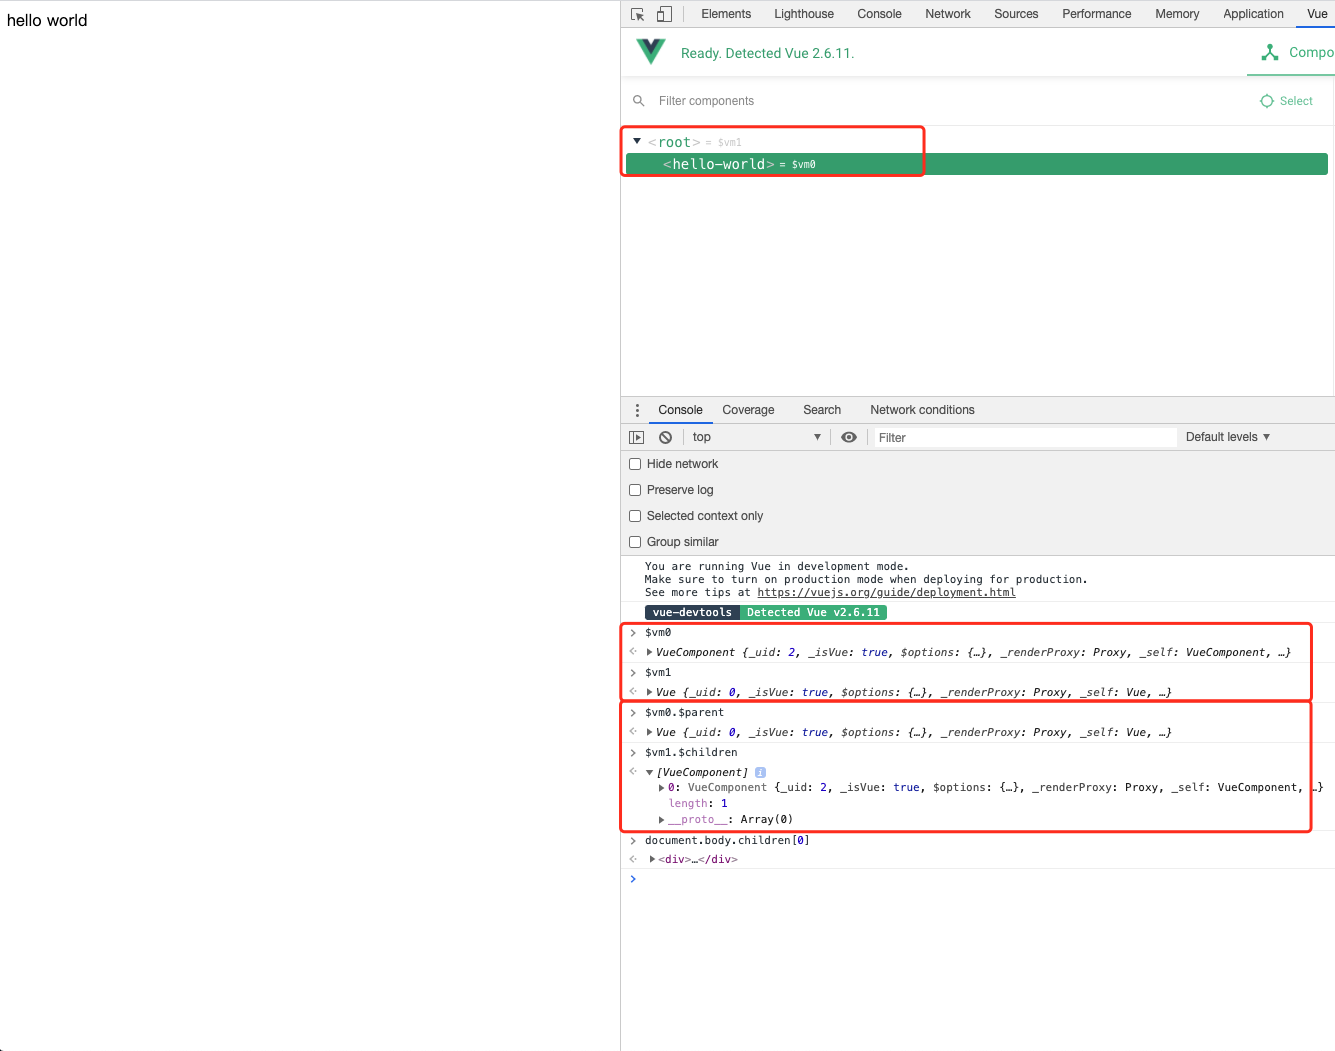 hello world
Elements Lighthouse Console Network Sources Performance Memory Application Vue
Ready. Detected Vue 2.6.11.
Compo
Filter components
Select
<root> = $vm1
<hello-world> = $vm0
Console Coverage Search Network conditions
top ▼ Filter Default levels ▼
Hide network
Preserve log
Selected context only
Group similar
You are running Vue in development mode.
Make sure to turn on production mode when deploying for production.
See more tips at https://vuejs.org/guide/deployment.html
vue-devtools Detected Vue v2.6.11
> $vm0
VueComponent {_uid: 2, _isVue: true, $options: {…}, _renderProxy: Proxy, _self: VueComponent, …}
> $vm1
Vue {_uid: 0, _isVue: true, $options: {…}, _renderProxy: Proxy, _self: Vue, …}
> $vm0.$parent
Vue {_uid: 0, _isVue: true, $options: {…}, _renderProxy: Proxy, _self: Vue, …}
> $vm1.$children
[VueComponent] i
0: VueComponent {_uid: 2, _isVue: true, $options: {…}, _renderProxy: Proxy, _self: VueComponent, …}
length: 1
__proto__: Array(0)
> document.body.children[0]
<div>…</div>
>